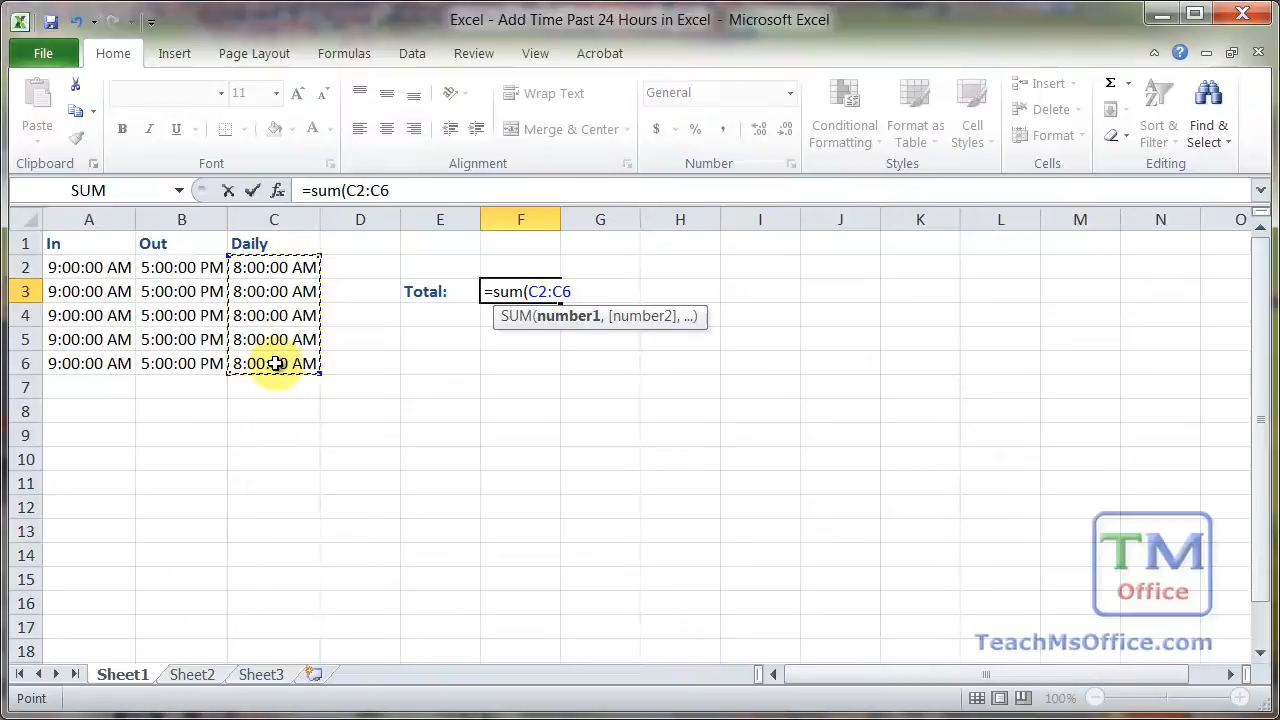 Excel - Add Time Past 24 Hours in Excel - Microsoft Excel
File Home Insert Page Layout Formulas Data Review View Acrobat
Paste
11
B I U A
Wrap Text
Merge & Center
General
$ % ,
Conditional Formatting
Format as Table
Cell Styles
Insert
Delete
Format
Σ
Sort & Filter
Find & Select
Clipboard Font Alignment Number Styles Cells Editing
SUM fx =sum(C2:C6
A B C D E F G H I J K L M N O
1 In Out Daily
2 9:00:00 AM 5:00:00 PM 8:00:00 AM
3 9:00:00 AM 5:00:00 PM 8:00:00 AM Total: =sum(C2:C6
SUM(number1, [number2], ...)
4 9:00:00 AM 5:00:00 PM 8:00:00 AM
5 9:00:00 AM 5:00:00 PM 8:00:00 AM
6 9:00:00 AM 5:00:00 PM 8:00:00 AM
7
8
9
10
11
12
13
14
15
16
17
18
TM
Office
TeachMsOffice.com
Sheet1 Sheet2 Sheet3
Point 100%